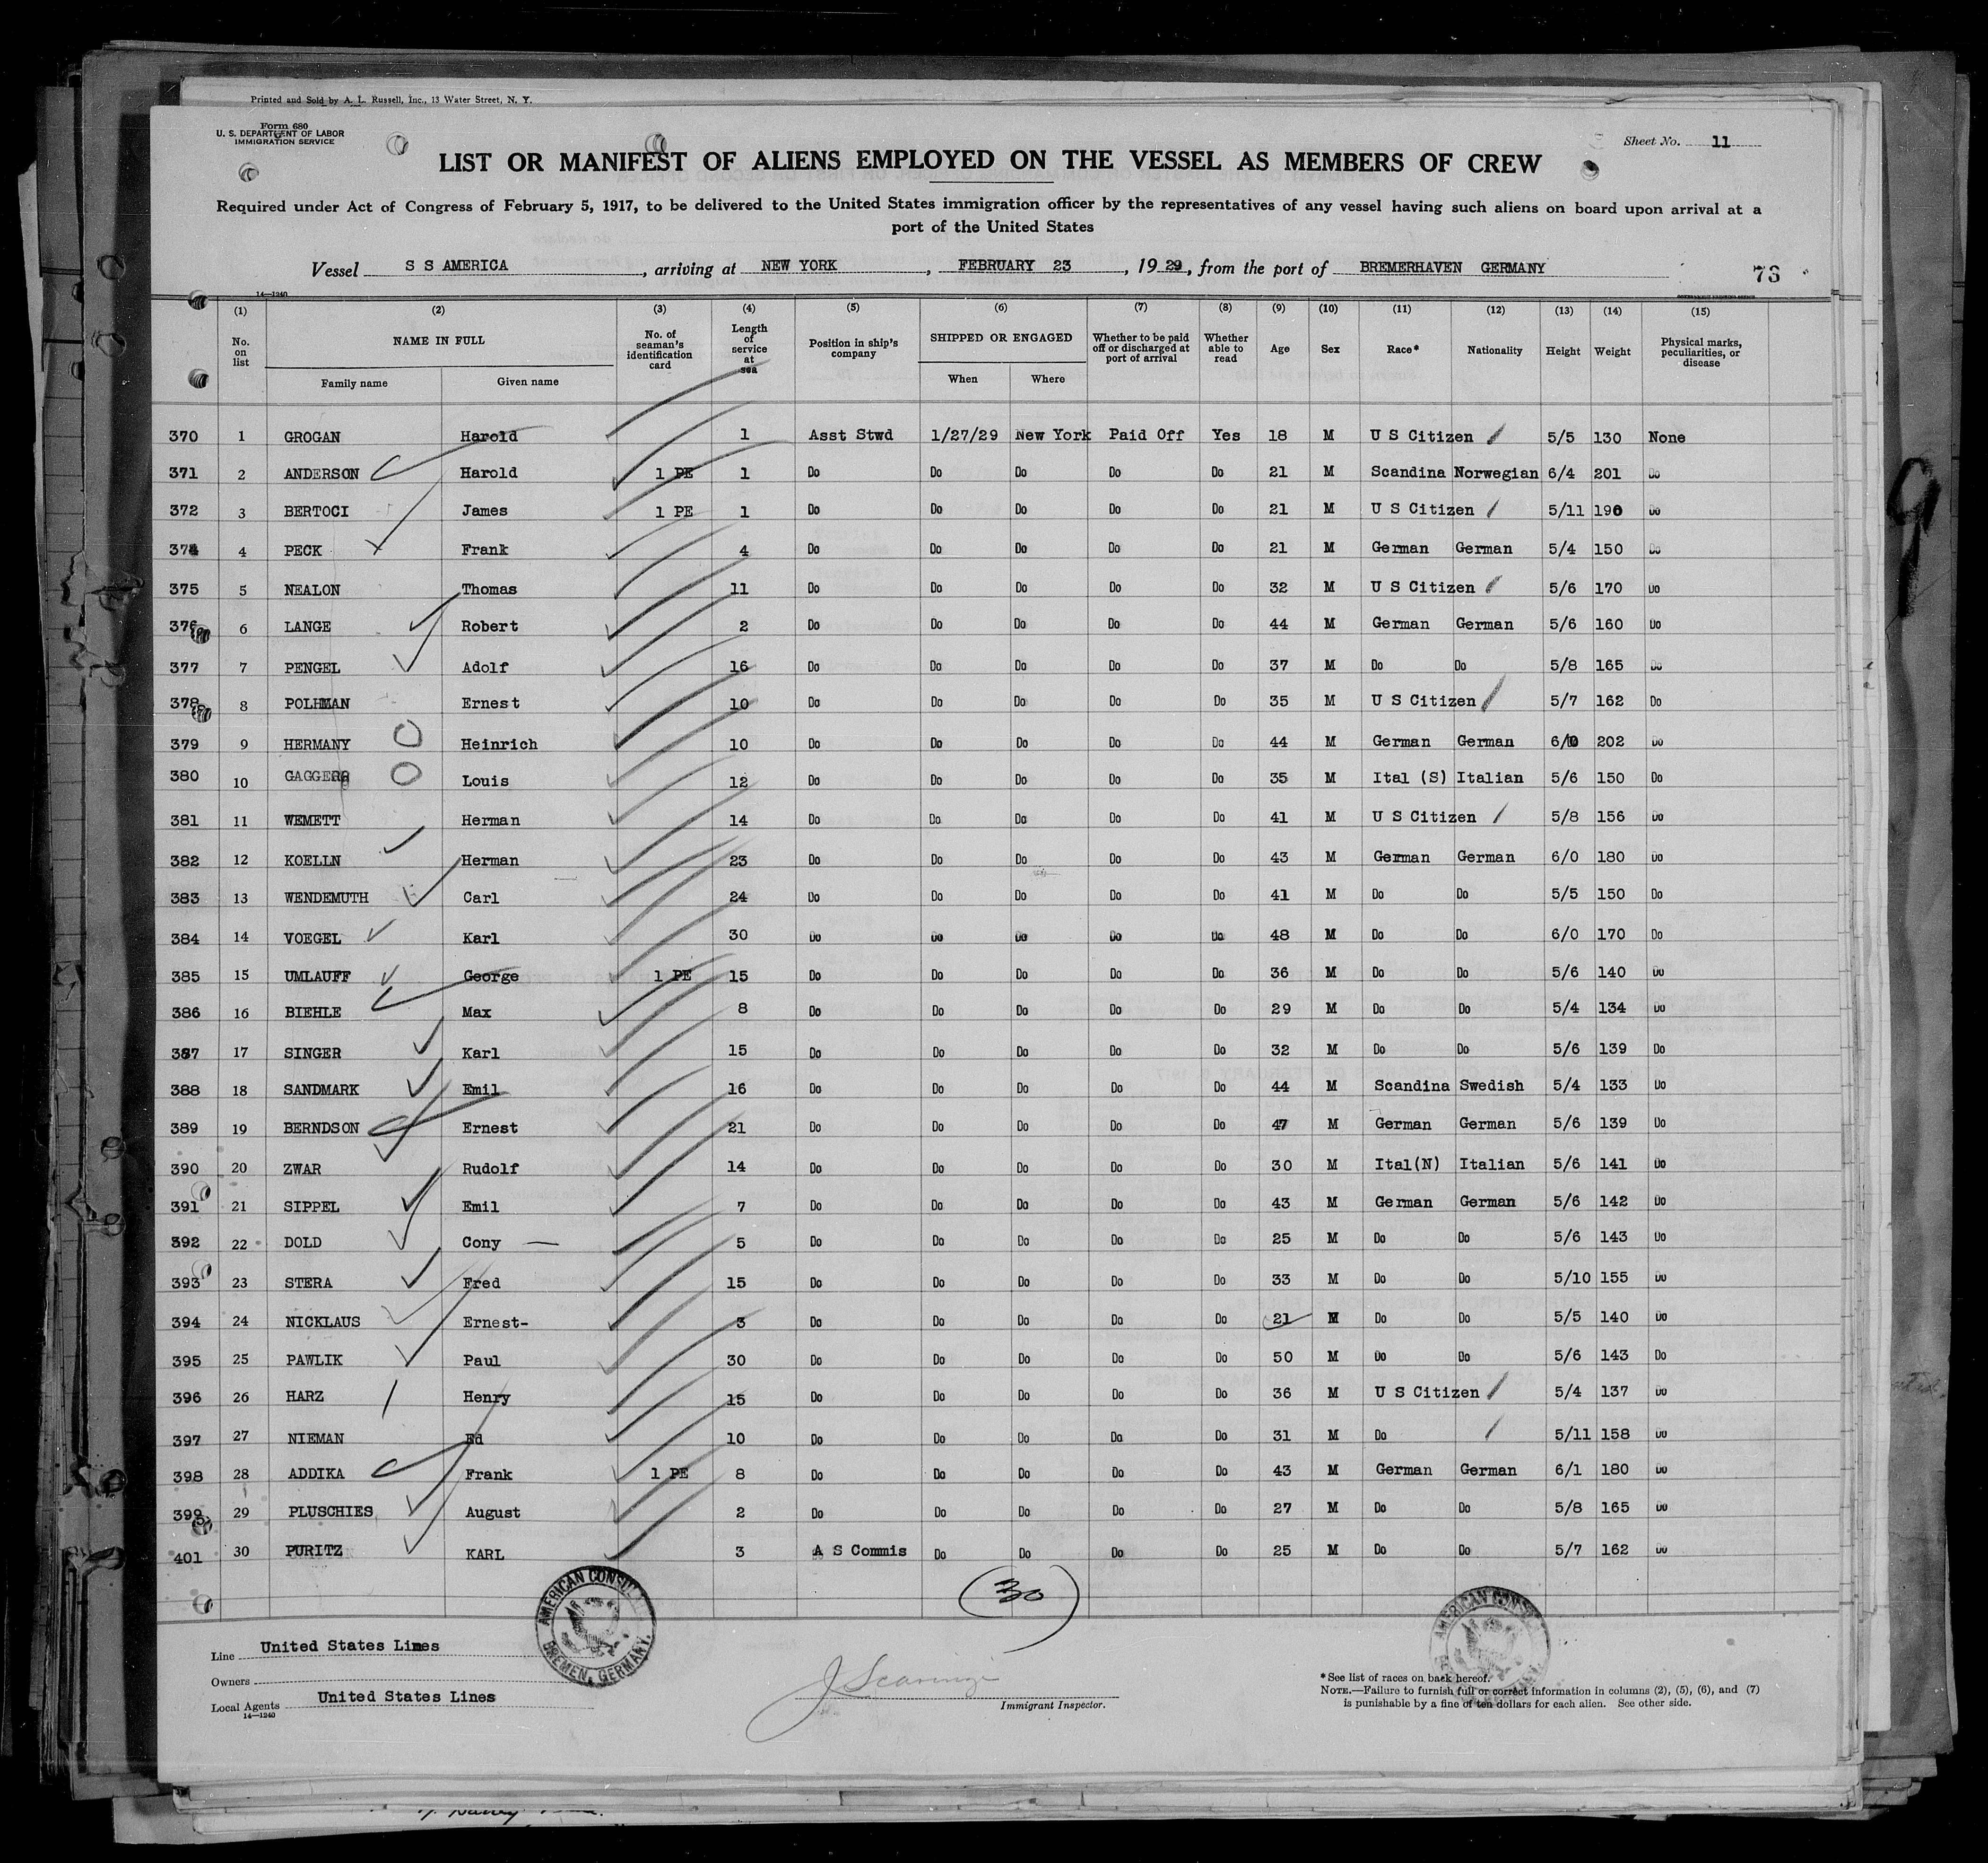 Printed and Sold by A. L. Russell, Inc., 13 Water Street, N. Y.
Form 680
U. S. DEPARTMENT OF LABOR
IMMIGRATION SERVICE
Sheet No. 11
LIST OR MANIFEST OF ALIENS EMPLOYED ON THE VESSEL AS MEMBERS OF CREW
Required under Act of Congress of February 5, 1917, to be delivered to the United States immigration officer by the representatives of any vessel having such aliens on board upon arrival at a
port of the United States
Vessel S S AMERICA, arriving at NEW YORK, FEBRUARY 23, 1929, from the port of BREMERHAVEN GERMANY
76
14—1240
(1) (2) (3) (4) (5) (6) (7) (8) (9) (10) (11) (12) (13) (14) (15)
No. on list NAME IN FULL Family name Given name No. of seaman's identification card Length of service at sea Position in ship's company SHIPPED OR ENGAGED When Where Whether to be paid off or discharged at port of arrival Whether able to read Age Sex Race* Nationality Height Weight Physical marks, peculiarities, or disease
370 1 GROGAN Harold 1 Asst Stwd 1/27/29 New York Paid Off Yes 18 M U S Citizen 5/5 130 None
371 2 ANDERSON Harold 1 PE 1 Do Do Do Do Do 21 M Scandina Norwegian 6/4 201 Do
372 3 BERTOCI James 1 PE 1 Do Do Do Do Do 21 M U S Citizen 5/11 190 Do
374 4 PECK Frank 4 Do Do Do Do Do 21 M German German 5/4 150 Do
375 5 NEALON Thomas 11 Do Do Do Do Do 32 M U S Citizen 5/6 170 Do
376 6 LANGE Robert 2 Do Do Do Do Do 44 M German German 5/6 160 Do
377 7 PENGEL Adolf 16 Do Do Do Do Do 37 M Do Do 5/8 165 Do
378 8 POLHMAN Ernest 10 Do Do Do Do Do 35 M U S Citizen 5/7 162 Do
379 9 HERMANY Heinrich 10 Do Do Do Do Do 44 M German German 6/0 202 Do
380 10 GAGGERO Louis 12 Do Do Do Do Do 35 M Ital (S) Italian 5/6 150 Do
381 11 WEMETT Herman 14 Do Do Do Do Do 41 M U S Citizen 5/8 156 Do
382 12 KOELLN Herman 23 Do Do Do Do Do 43 M German German 6/0 180 Do
383 13 WENDEMUTH Carl 24 Do Do Do Do Do 41 M Do Do 5/5 150 Do
384 14 VOEGEL Karl 30 Do Do Do Do Do 48 M Do Do 6/0 170 Do
385 15 UMLAUFF George 1 PE 15 Do Do Do Do Do 36 M Do Do 5/6 140 Do
386 16 BIEHLE Max 8 Do Do Do Do Do 29 M Do Do 5/4 134 Do
387 17 SINGER Karl 15 Do Do Do Do Do 32 M Do Do 5/6 139 Do
388 18 SANDMARK Emil 16 Do Do Do Do Do 44 M Scandina Swedish 5/4 133 Do
389 19 BERNDSON Ernest 21 Do Do Do Do Do 47 M German German 5/6 139 Do
390 20 ZWAR Rudolf 14 Do Do Do Do Do 30 M Ital(N) Italian 5/6 141 Do
391 21 SIPPEL Emil 7 Do Do Do Do Do 43 M German German 5/6 142 Do
392 22 DOLD Cony 5 Do Do Do Do Do 25 M Do Do 5/6 143 Do
393 23 STERA Fred 15 Do Do Do Do Do 33 M Do Do 5/10 155 Do
394 24 NICKLAUS Ernest- 3 Do Do Do Do Do 21 M Do Do 5/5 140 Do
395 25 PAWLIK Paul 30 Do Do Do Do Do 50 M Do Do 5/6 143 Do
396 26 HARZ Henry 15 Do Do Do Do Do 36 M U S Citizen 5/4 137 Do
397 27 NIEMAN Ed 10 Do Do Do Do Do 31 M Do 5/11 158 Do
398 28 ADDIKA Frank 1 PE 8 Do Do Do Do Do 43 M German German 6/1 180 Do
399 29 PLUSCHIES August 2 Do Do Do Do Do 27 M Do Do 5/8 165 Do
401 30 PURITZ KARL 3 A S Commis Do Do Do Do 25 M Do Do 5/7 162 Do
(30)
Line United States Lines
Owners
Local Agents United States Lines
14—1240
AMERICAN CONSUL
BREMEN, GERMANY.
J Scaringi
Immigrant Inspector.
AMERICAN CONSUL
*See list of races on back hereof.
NOTE.—Failure to furnish full or correct information in columns (2), (5), (6), and (7)
is punishable by a fine of ten dollars for each alien. See other side.
9